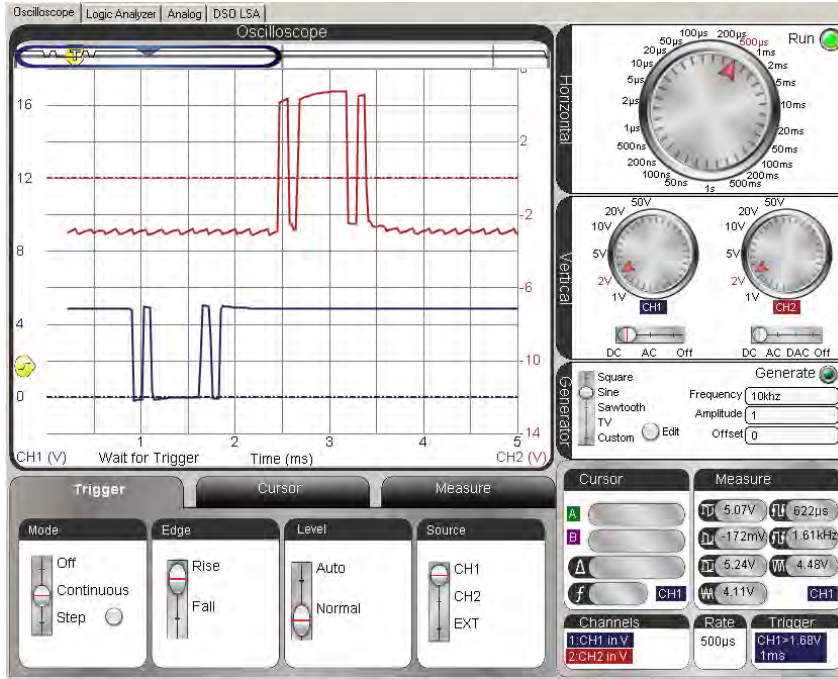 Oscilloscope Logic Analyzer Analog DSO LSA
Oscilloscope
16
12
8
4
0
2
-2
-6
-10
-14
1 2 3 4 5
CH1 (V) Wait for Trigger Time (ms) CH2 (V)
Horizontal
Run
100µs 200µs 500µs
50µs 1ms
20µs 2ms
10µs 5ms
5µs 10ms
2µs 20ms
1µs 50ms
500ns 100ms
200ns 200ms
100ns 500ms
50ns 1s
Vertical
50V 50V
20V 20V
10V 10V
5V 5V
2V 2V
1V 1V
CH1 CH2
DC AC Off DC AC DAC Off
Generator
Square Generate
Sine Frequency 10khz
Sawtooth Amplitude 1
TV Offset 0
Custom Edit
Trigger Cursor Measure
Mode Edge Level Source
Off Rise Auto CH1
Continuous Fall Normal CH2
Step EXT
Cursor Measure
A 5.07V 622µs
B -172mV 1.61kHz
Δ 5.24V 4.48V
f CH1 4.11V CH1
Channels Rate Trigger
1:CH1 in V 500µs CH1>1.68V
2:CH2 in V 1ms